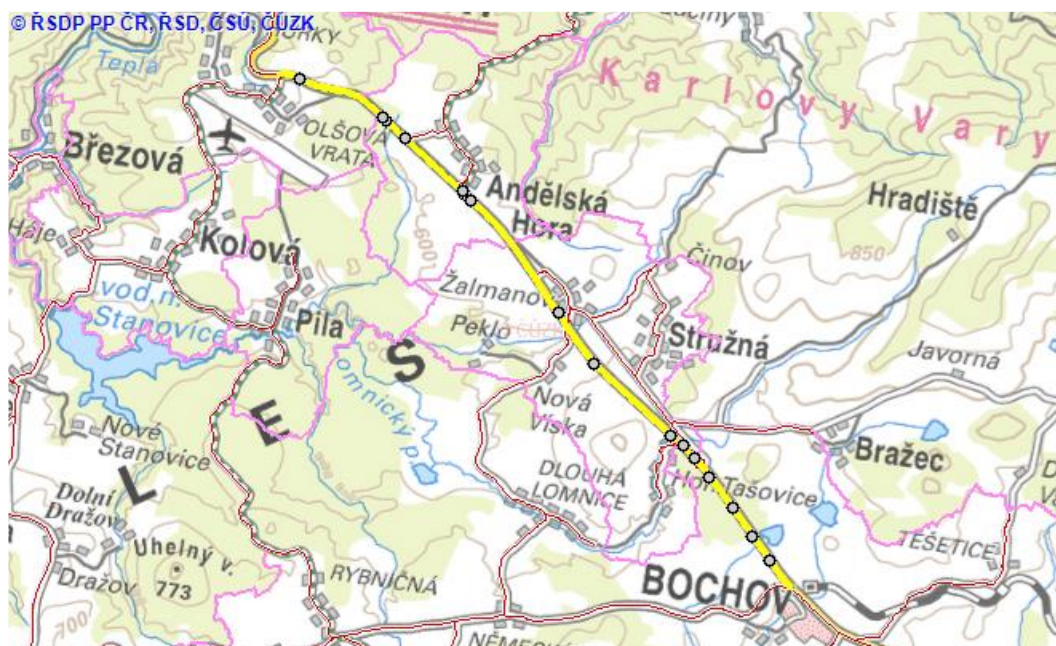 © ŘSDP PP ČR, ŘSD, ČSÚ, ČÚZK
Teplá
Karlovy Vary
OLŠOVÁ
VRATA
Březová
Andělská
Hora
Hradiště
Háje
Kolová
600
850
Činov
vod. n.
Stanovice
Žalmanov
Pila
Peklo
Stružná
Javorná
Lomnický p.
S
Nová
Víska
L
E
Nové
Stanovice
Bražec
DLOUHÁ
LOMNICE
Tašovice
Dolní
Dražov
TĚŠETICE
Uhelný v.
773
Dražov
RYBNIČNÁ
BOCHOV
700
NĚMECK